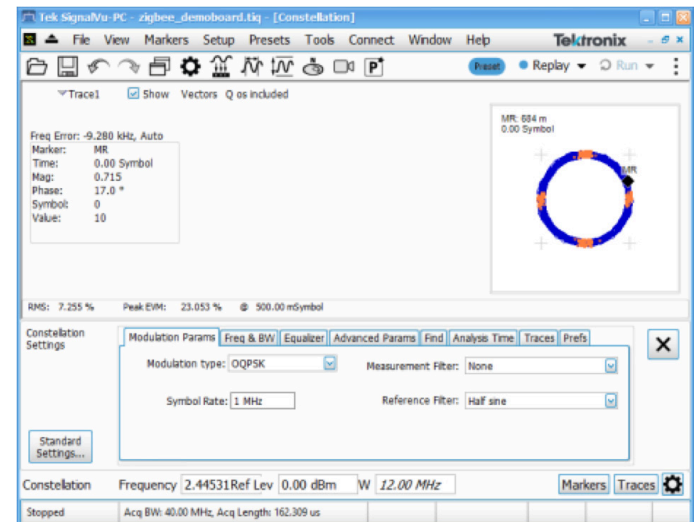 Tek SignalVu-PC - zigbee_demoboard.tiq - [Constellation]
File View Markers Setup Presets Tools Connect Window Help Tektronix
Preset Replay Run
Trace1 Show Vectors Q os included
MR: 684 m
0.00 Symbol
Freq Error: -9.280 kHz, Auto
Marker: MR
Time: 0.00 Symbol
Mag: 0.715
Phase: 17.0 °
Symbol: 0
Value: 10
MR
RMS: 7.255 % Peak EVM: 23.053 % @ 500.00 mSymbol
Constellation
Settings
Modulation Params Freq & BW Equalizer Advanced Params Find Analysis Time Traces Prefs
Modulation type: OQPSK Measurement Filter: None
Symbol Rate: 1 MHz Reference Filter: Half sine
Standard
Settings...
Constellation Frequency 2.44531 Ref Lev 0.00 dBm W 12.00 MHz Markers Traces
Stopped Acq BW: 40.00 MHz, Acq Length: 162.309 us